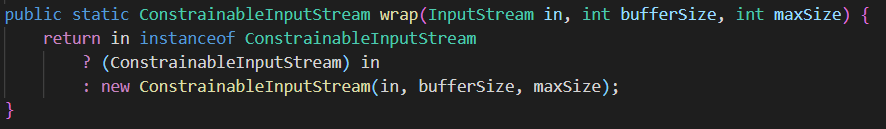 public static ConstrainableInputStream wrap(InputStream in, int bufferSize, int maxSize) {
    return in instanceof ConstrainableInputStream
        ? (ConstrainableInputStream) in
        : new ConstrainableInputStream(in, bufferSize, maxSize);
}